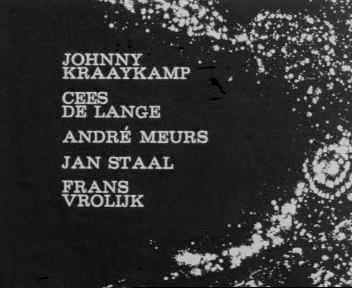 JOHNNY
KRAAYKAMP
CEES
DE LANGE
ANDRÉ MEURS
JAN STAAL
FRANS
VROLIJK